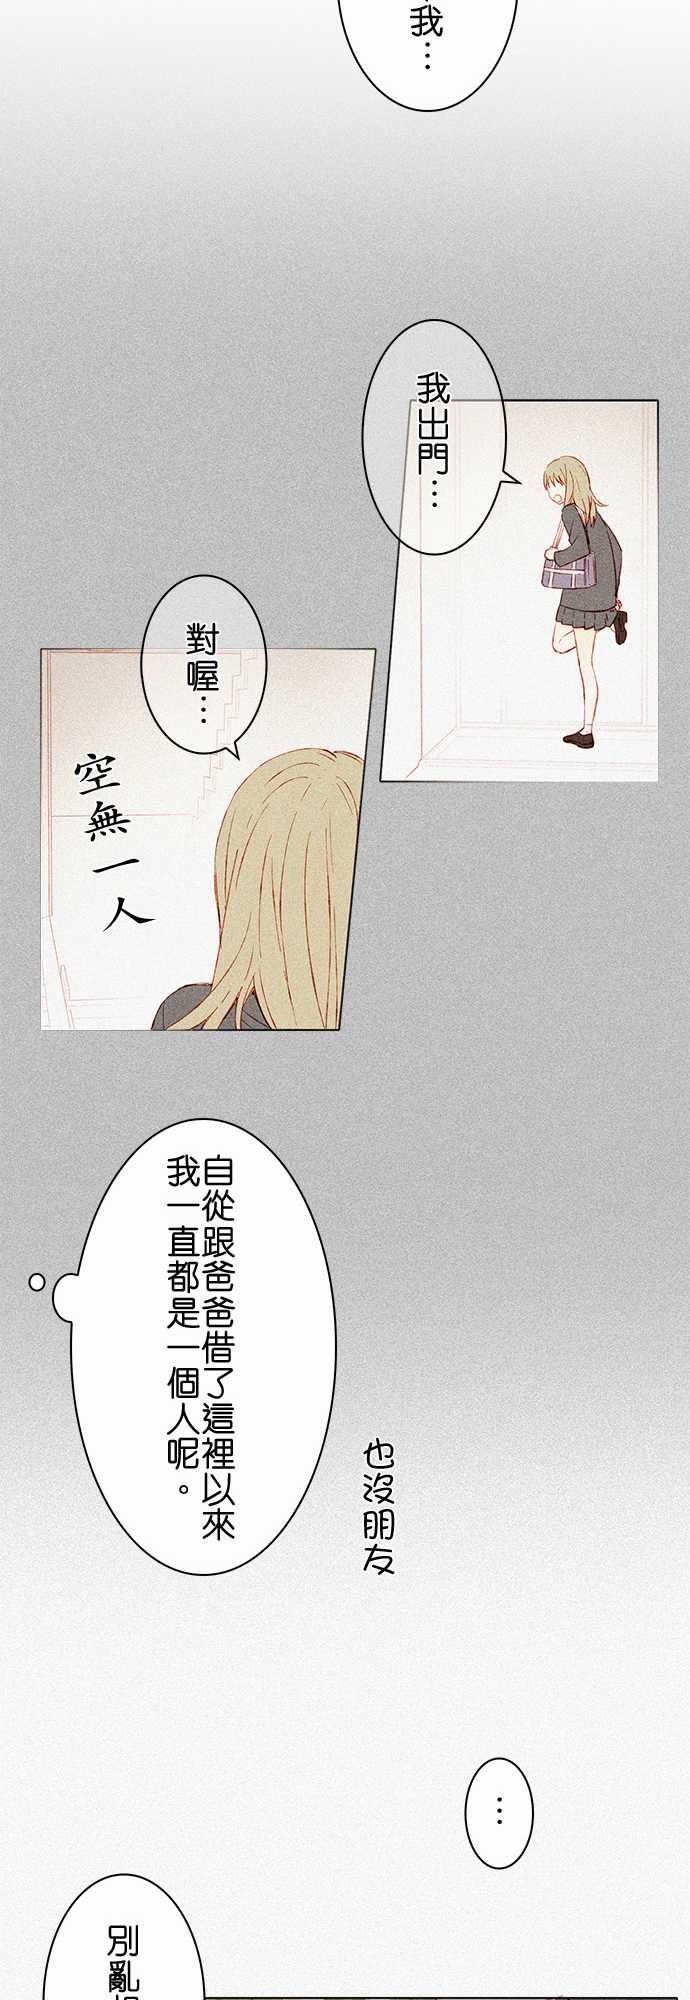 我…
我出門…
對喔…
空無一人
自從跟爸爸借了這裡以來
我一直都是一個人呢。
也沒朋友
…
別亂